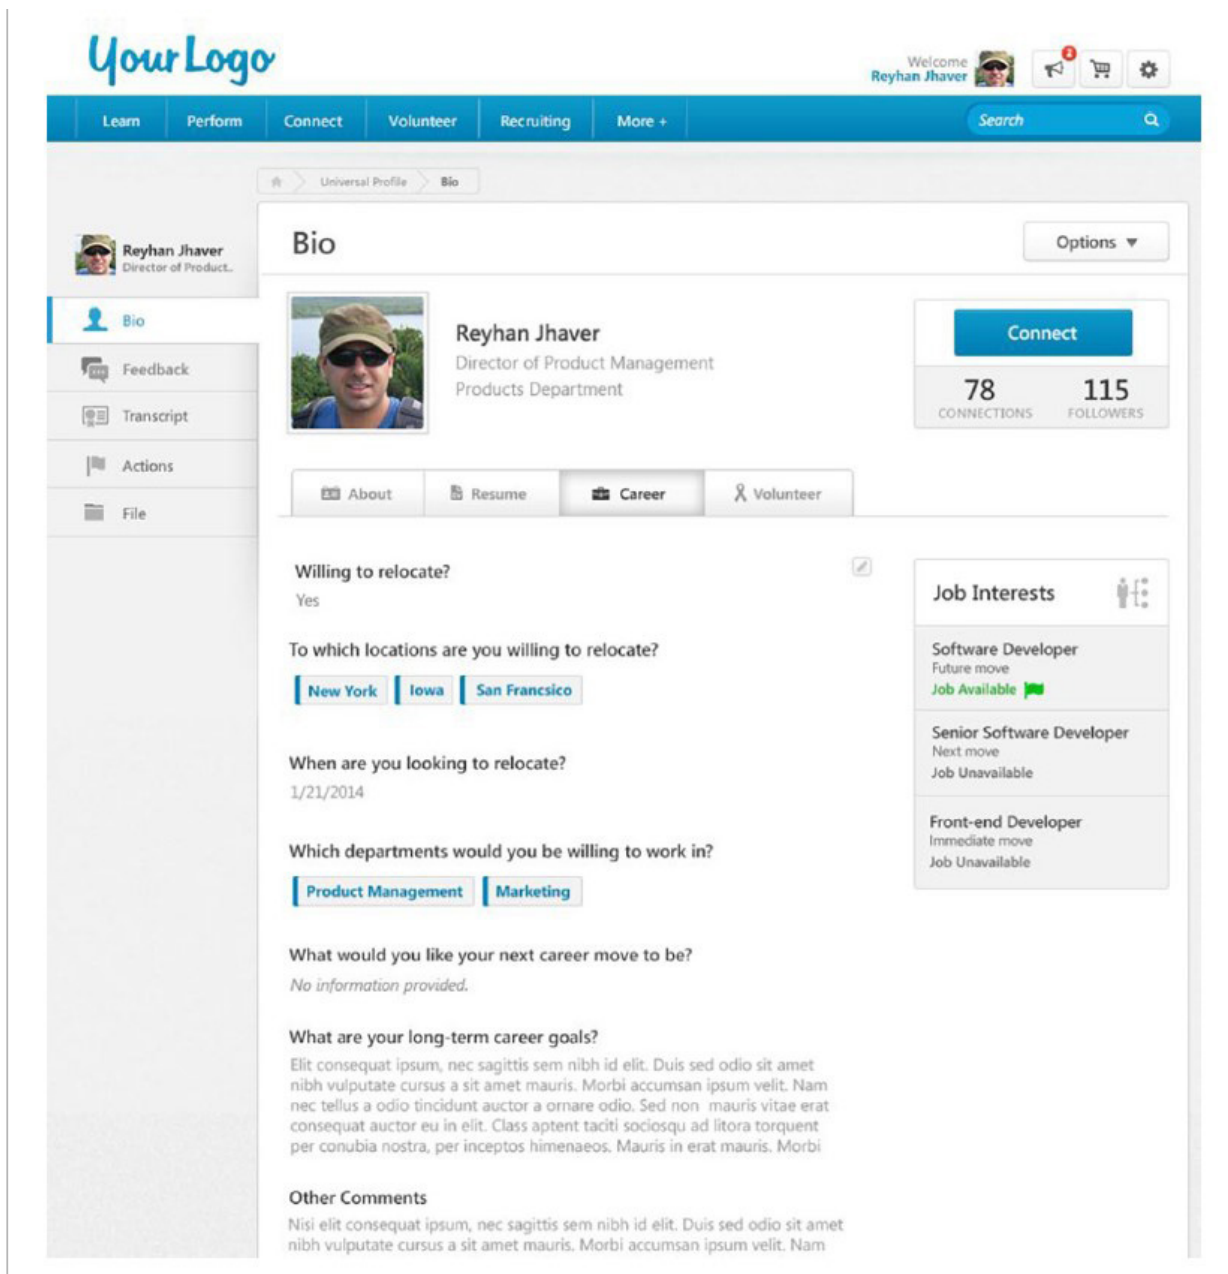 YourLogo
Welcome
Reyhan Jhaver
2
Learn Perform Connect Volunteer Recruiting More + Search
Universal Profile Bio
Reyhan Jhaver
Director of Product..
Bio
Feedback
Transcript
Actions
File
Bio
Options ▼
Reyhan Jhaver
Director of Product Management
Products Department
Connect
78 115
CONNECTIONS FOLLOWERS
About Resume Career Volunteer
Willing to relocate?
Yes
To which locations are you willing to relocate?
New York Iowa San Francsico
When are you looking to relocate?
1/21/2014
Which departments would you be willing to work in?
Product Management Marketing
What would you like your next career move to be?
No information provided.
What are your long-term career goals?
Elit consequat ipsum, nec sagittis sem nibh id elit. Duis sed odio sit amet
nibh vulputate cursus a sit amet mauris. Morbi accumsan ipsum velit. Nam
nec tellus a odio tincidunt auctor a ornare odio. Sed non mauris vitae erat
consequat auctor eu in elit. Class aptent taciti sociosqu ad litora torquent
per conubia nostra, per inceptos himenaeos. Mauris in erat mauris. Morbi
Other Comments
Nisi elit consequat ipsum, nec sagittis sem nibh id elit. Duis sed odio sit amet
nibh vulputate cursus a sit amet mauris. Morbi accumsan ipsum velit. Nam
Job Interests
Software Developer
Future move
Job Available
Senior Software Developer
Next move
Job Unavailable
Front-end Developer
Immediate move
Job Unavailable